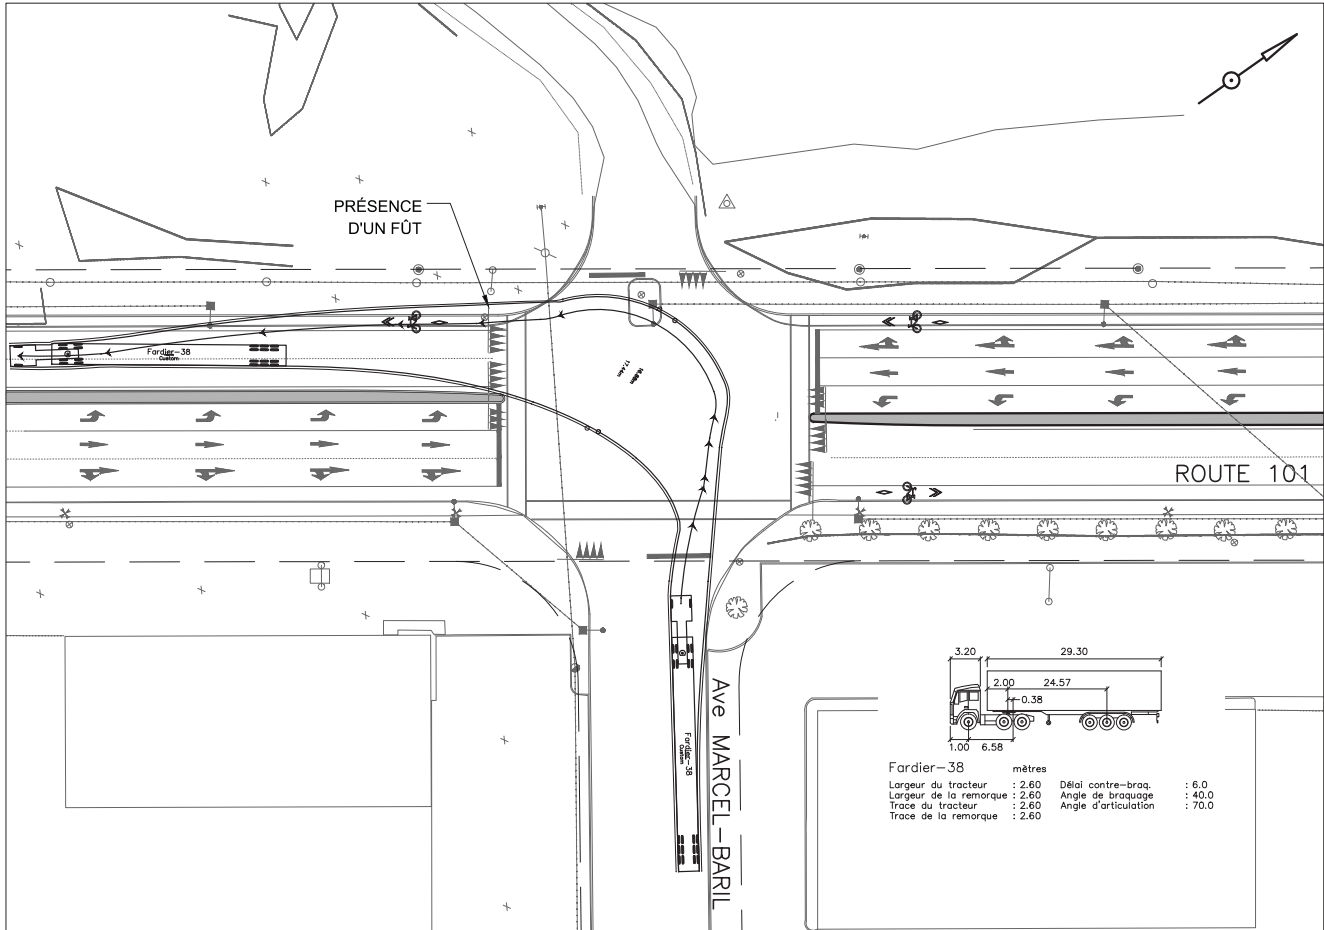 PRÉSENCE
D'UN FÛT
Fardier-38
Custom
17.44m
ROUTE 101
Ave MARCEL-BARIL
Fardier-38
Custom
3.20
29.30
2.00
24.57
0.38
1.00
6.58
Fardier-38 mètres
Largeur du tracteur : 2.60 Délai contre-braq. : 6.0
Largeur de la remorque : 2.60 Angle de braquage : 40.0
Trace du tracteur : 2.60 Angle d'articulation : 70.0
Trace de la remorque : 2.60